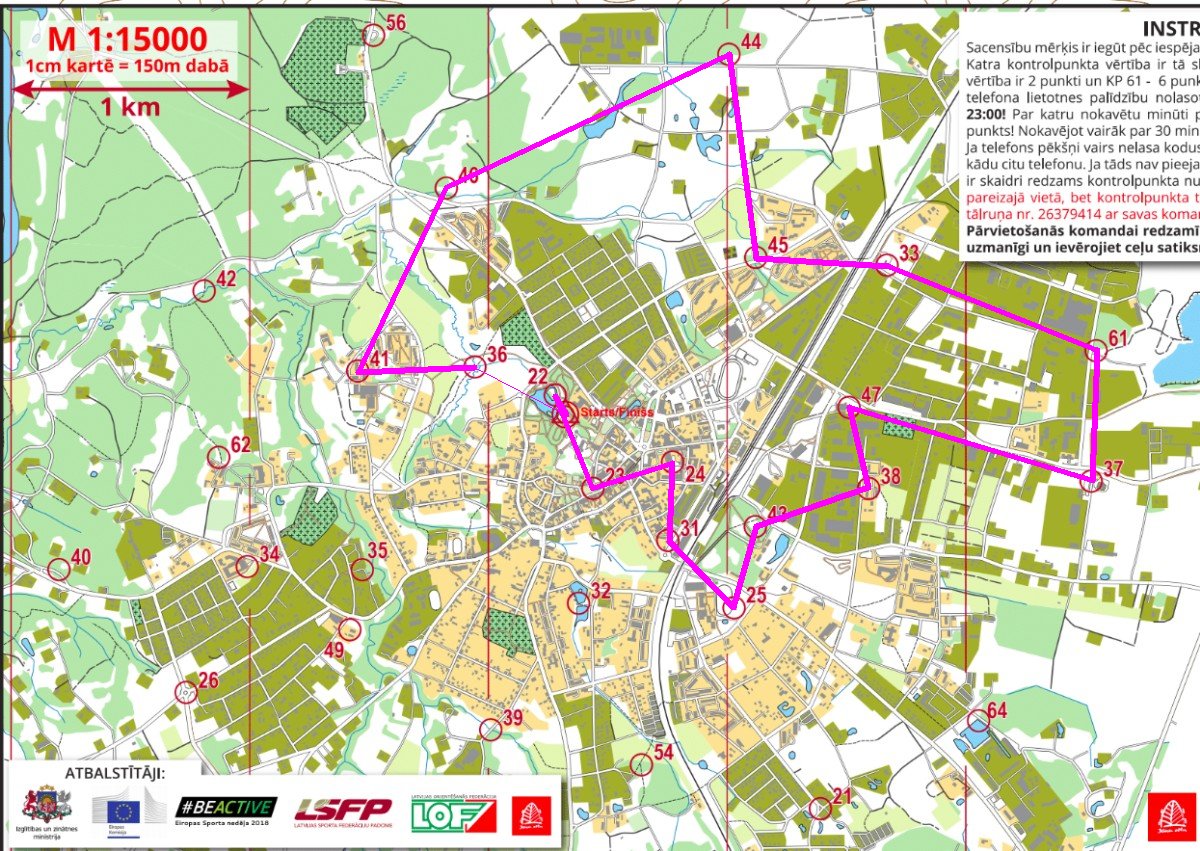 M 1:15000
1cm kartē = 150m dabā
1 km
INSTR
Sacensību mērķis ir iegūt pēc iespēja
Katra kontrolpunkta vērtība ir tā sl
vērtība ir 2 punkti un KP 61 - 6 punk
telefona lietotnes palīdzību nolaso
23:00! Par katru nokavētu minūti p
punkts! Nokavējot vairāk par 30 min
Ja telefons pēkšņi vairs nelasa kodus
kādu citu telefonu. Ja tāds nav pieeja
ir skaidri redzams kontrolpunkta nu
pareizajā vietā, bet kontrolpunkta t
tālruņa nr. 26379414 ar savas koma
Pārvietošanās komandai redzamī
uzmanīgi un ievērojiet ceļu satiksm
56
44
46
45
33
42
61
41
36
22
Starts/Finišs
47
62
24
23
37
38
43
31
34
35
40
32
25
49
26
39
64
54
21
ATBALSTĪTĀJI:
Izglītības un zinātnes
ministrija
Eiropas
Komisija
#BEACTIVE
Eiropas Sporta nedēļa 2018
LSFP
LATVIJAS SPORTA FEDERĀCIJU PADOME
LATVIJAS ORIENTĒŠANĀS FEDERĀCIJA
LOF